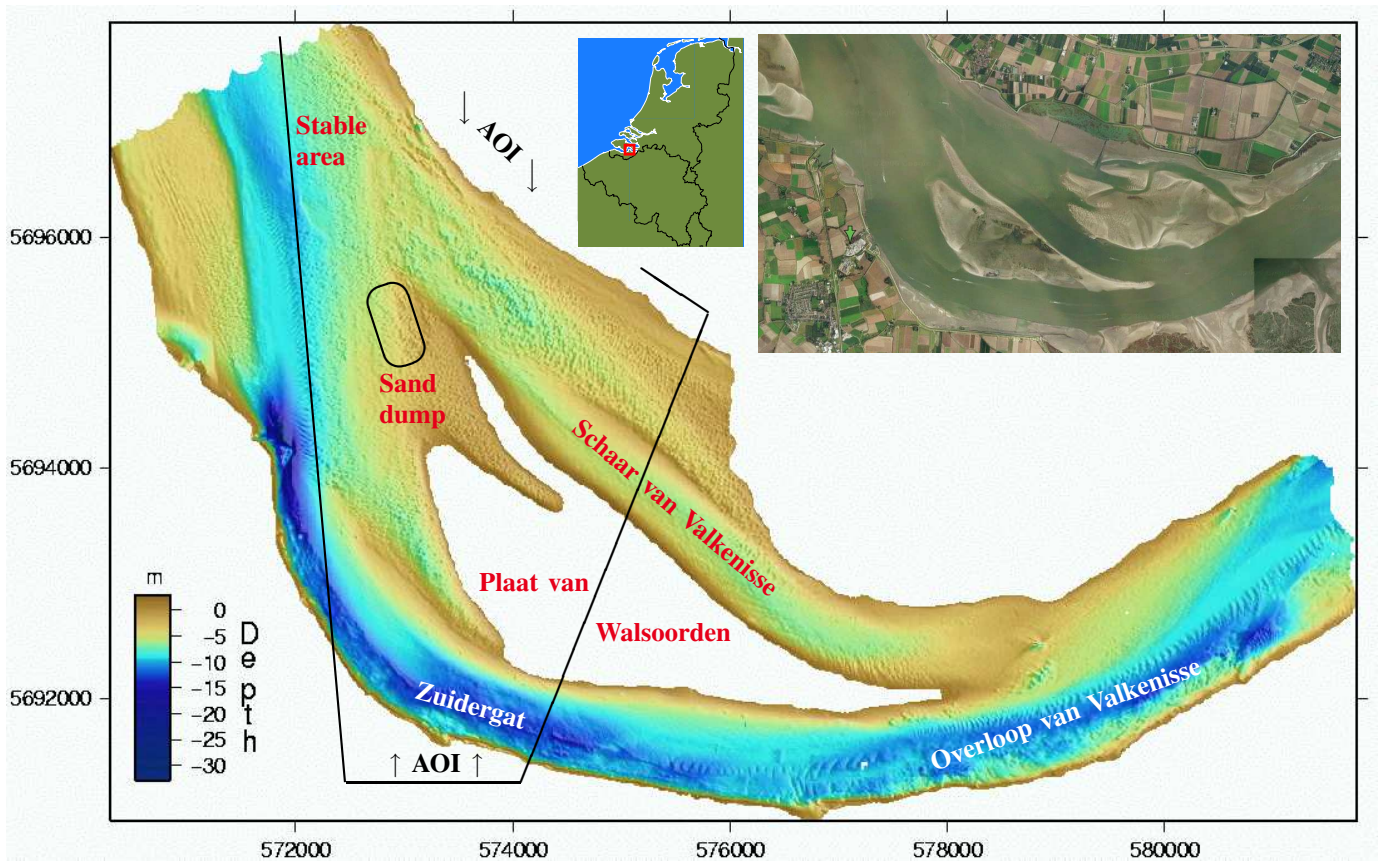 Stable
area
↓ AOI ↓
5696000
Sand
dump
5694000
Schaar van Valkenisse
Plaat van
Walsoorden
m
0
-5
-10
-15
-20
-25
-30
Depth
5692000
Zuidergat
Overloop van Valkenisse
↑ AOI ↑
572000 574000 576000 578000 580000